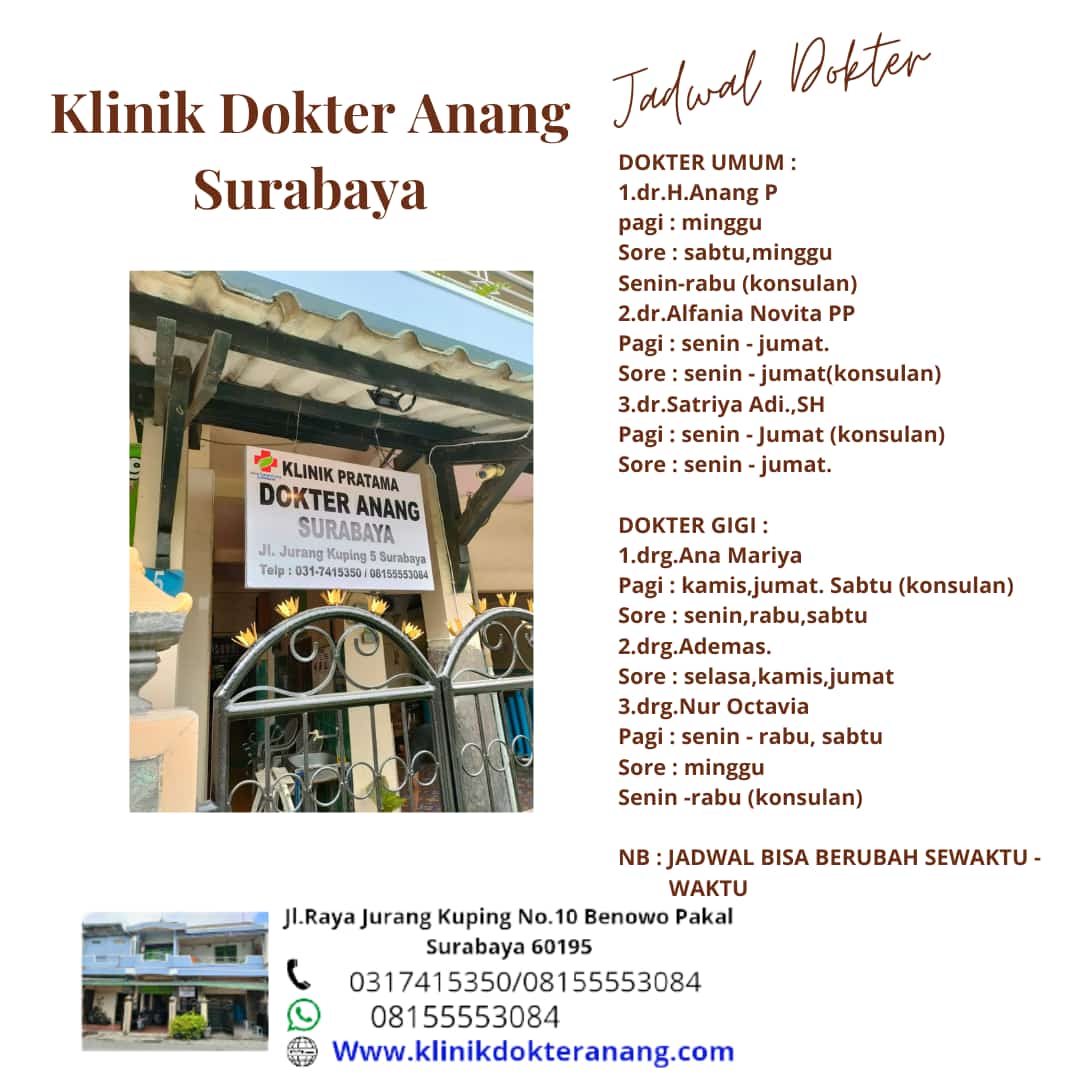 Klinik Dokter Anang
Surabaya
Jadwal Dokter
DOKTER UMUM :
1.dr.H.Anang P
pagi : minggu
Sore : sabtu,minggu
Senin-rabu (konsulan)
2.dr.Alfania Novita PP
Pagi : senin - jumat.
Sore : senin - jumat(konsulan)
3.dr.Satriya Adi.,SH
Pagi : senin - Jumat (konsulan)
Sore : senin - jumat.
DOKTER GIGI :
1.drg.Ana Mariya
Pagi : kamis,jumat. Sabtu (konsulan)
Sore : senin,rabu,sabtu
2.drg.Ademas.
Sore : selasa,kamis,jumat
3.drg.Nur Octavia
Pagi : senin - rabu, sabtu
Sore : minggu
Senin -rabu (konsulan)
NB : JADWAL BISA BERUBAH SEWAKTU -
WAKTU
KLINIK PRATAMA
DOKTER ANANG
SURABAYA
Jl. Jurang Kuping 5 Surabaya
Telp : 031-7415350 / 08155553084
5
Jl.Raya Jurang Kuping No.10 Benowo Pakal
Surabaya 60195
0317415350/08155553084
08155553084
Www.klinikdokteranang.com